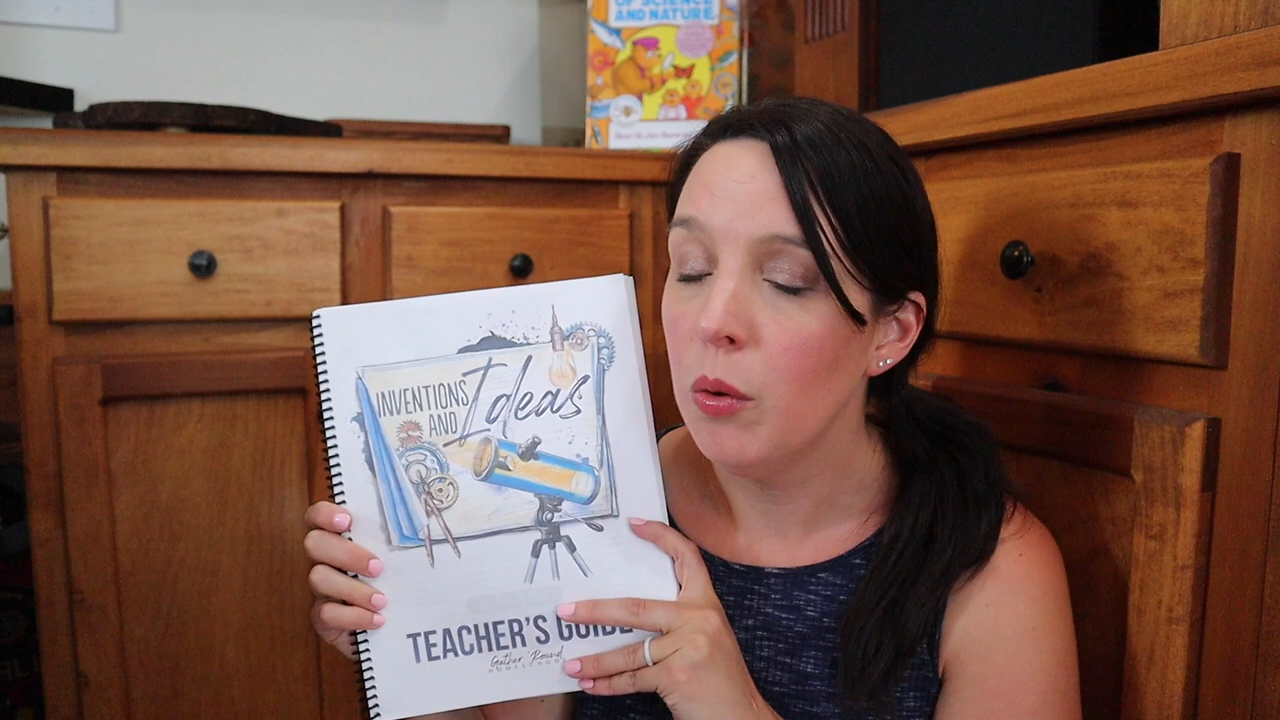 OF SCIENCE
AND NATURE
INVENTIONS
AND
Ideas
TEACHER'S GUIDE
Gather 'Round
HOMESCHOOL